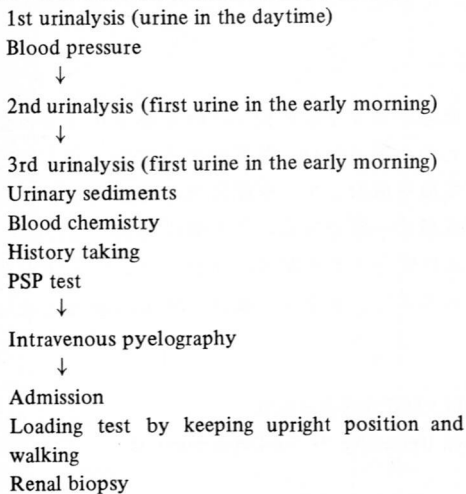 1st urinalysis (urine in the daytime)
Blood pressure
↓
2nd urinalysis (first urine in the early morning)
↓
3rd urinalysis (first urine in the early morning)
Urinary sediments
Blood chemistry
History taking
PSP test
↓
Intravenous pyelography
↓
Admission
Loading test by keeping upright position and
walking
Renal biopsy